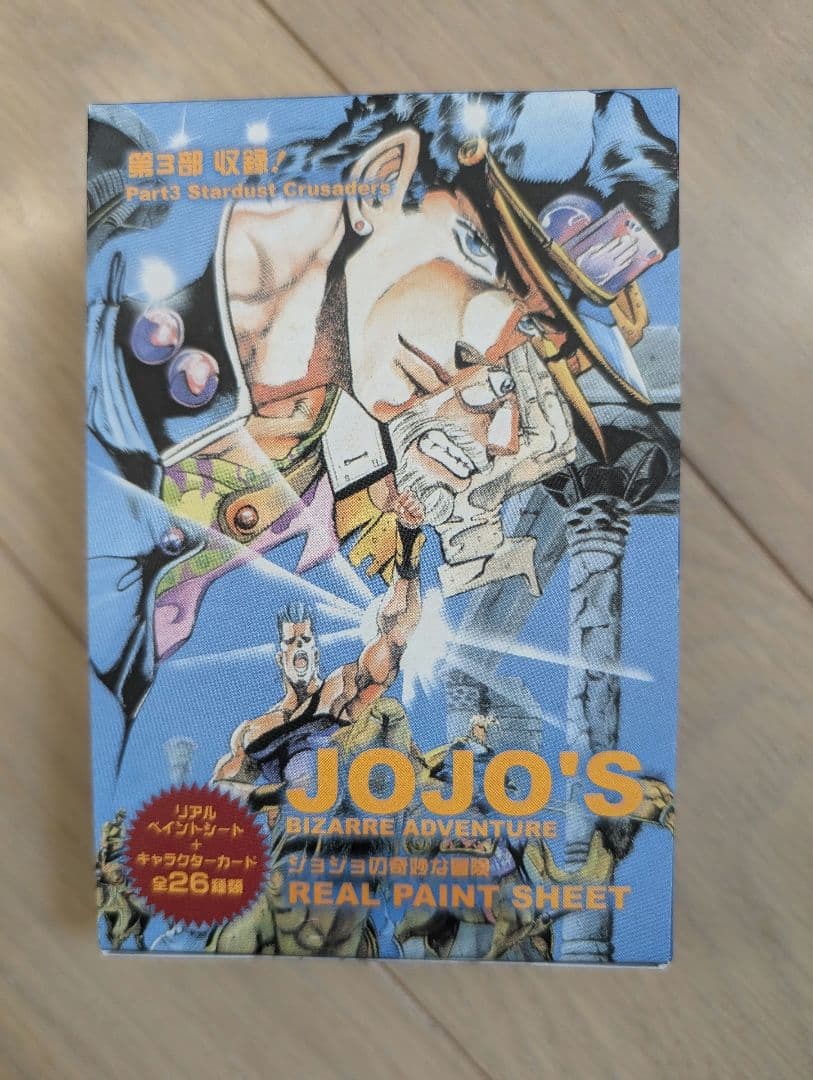 第3部 収録!
Part3 Stardust Crusaders
JOJO'S
BIZARRE ADVENTURE
ジョジョの奇妙な冒険
REAL PAINT SHEET
リアル
ペイントシート
+
キャラクターカード
全26種類